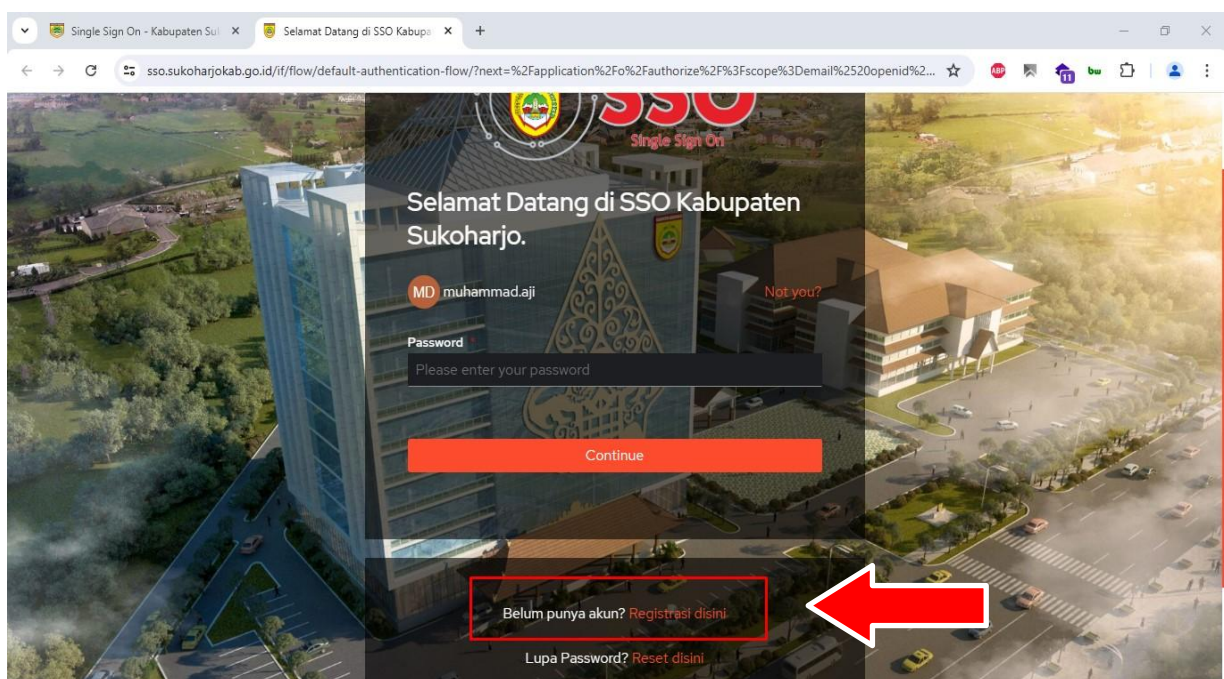 Single Sign On - Kabupaten Su
Selamat Datang di SSO Kabupa
sso.sukoharjokab.go.id/if/flow/default-authentication-flow/?next=%2Fapplication%2Fo%2Fauthorize%2F%3Fscope%3Demail%2520openid%2...
ABP
11
bw
SSO
Single Sign On
Selamat Datang di SSO Kabupaten
Sukoharjo.
MD muhammad.aji
Not you?
Password *
Please enter your password
Continue
Belum punya akun? Registrasi disini
Lupa Password? Reset disini